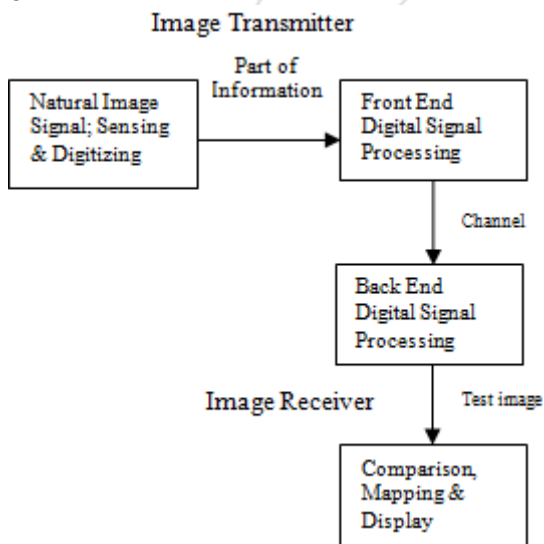 Image Transmitter
Part of
Information
Natural Image
Signal; Sensing
& Digitizing
Front End
Digital Signal
Processing
Channel
Back End
Digital Signal
Processing
Image Receiver
Test image
Comparison,
Mapping &
Display